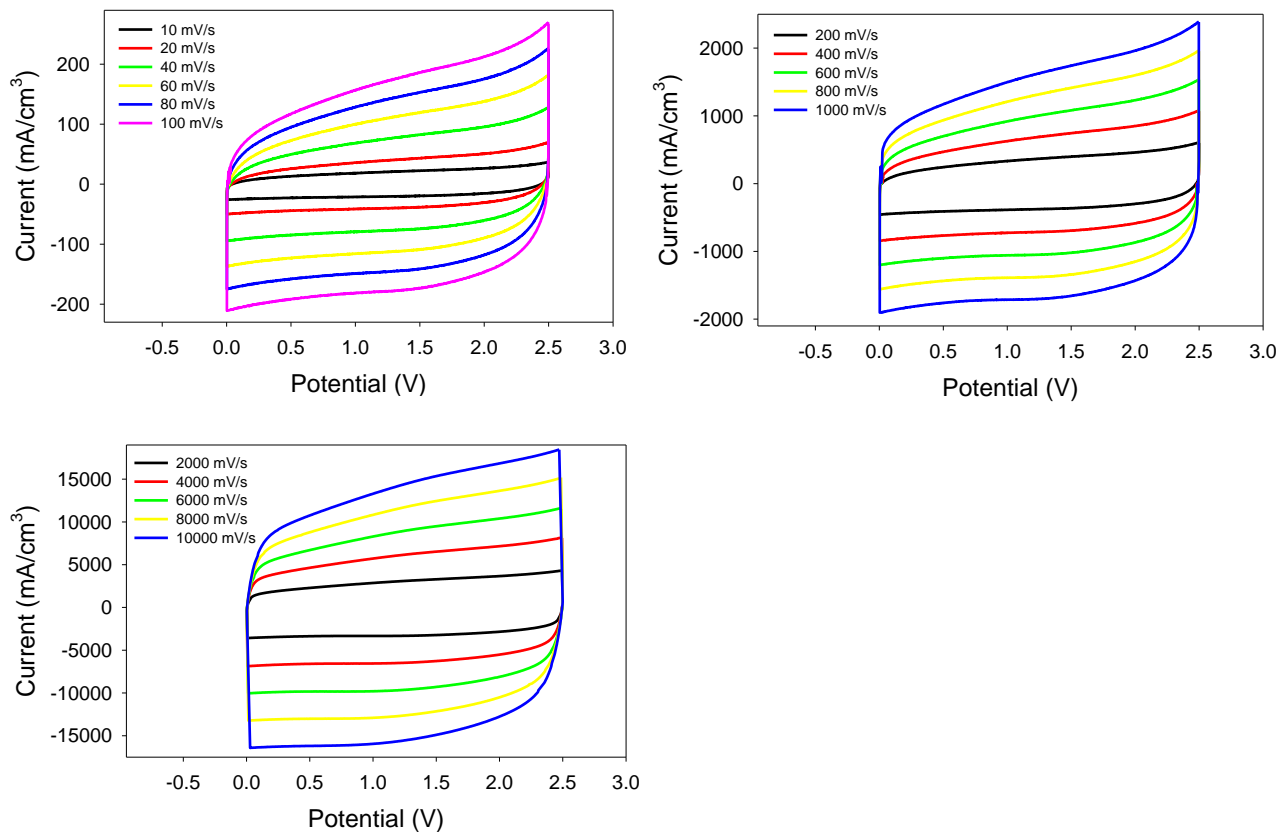 10 mV/s
20 mV/s
40 mV/s
60 mV/s
80 mV/s
100 mV/s
Current (mA/cm³)
200
100
0
-100
-200
-0.5 0.0 0.5 1.0 1.5 2.0 2.5 3.0
Potential (V)
200 mV/s
400 mV/s
600 mV/s
800 mV/s
1000 mV/s
Current (mA/cm³)
2000
1000
0
-1000
-2000
-0.5 0.0 0.5 1.0 1.5 2.0 2.5 3.0
Potential (V)
2000 mV/s
4000 mV/s
6000 mV/s
8000 mV/s
10000 mV/s
Current (mA/cm³)
15000
10000
5000
0
-5000
-10000
-15000
-0.5 0.0 0.5 1.0 1.5 2.0 2.5 3.0
Potential (V)